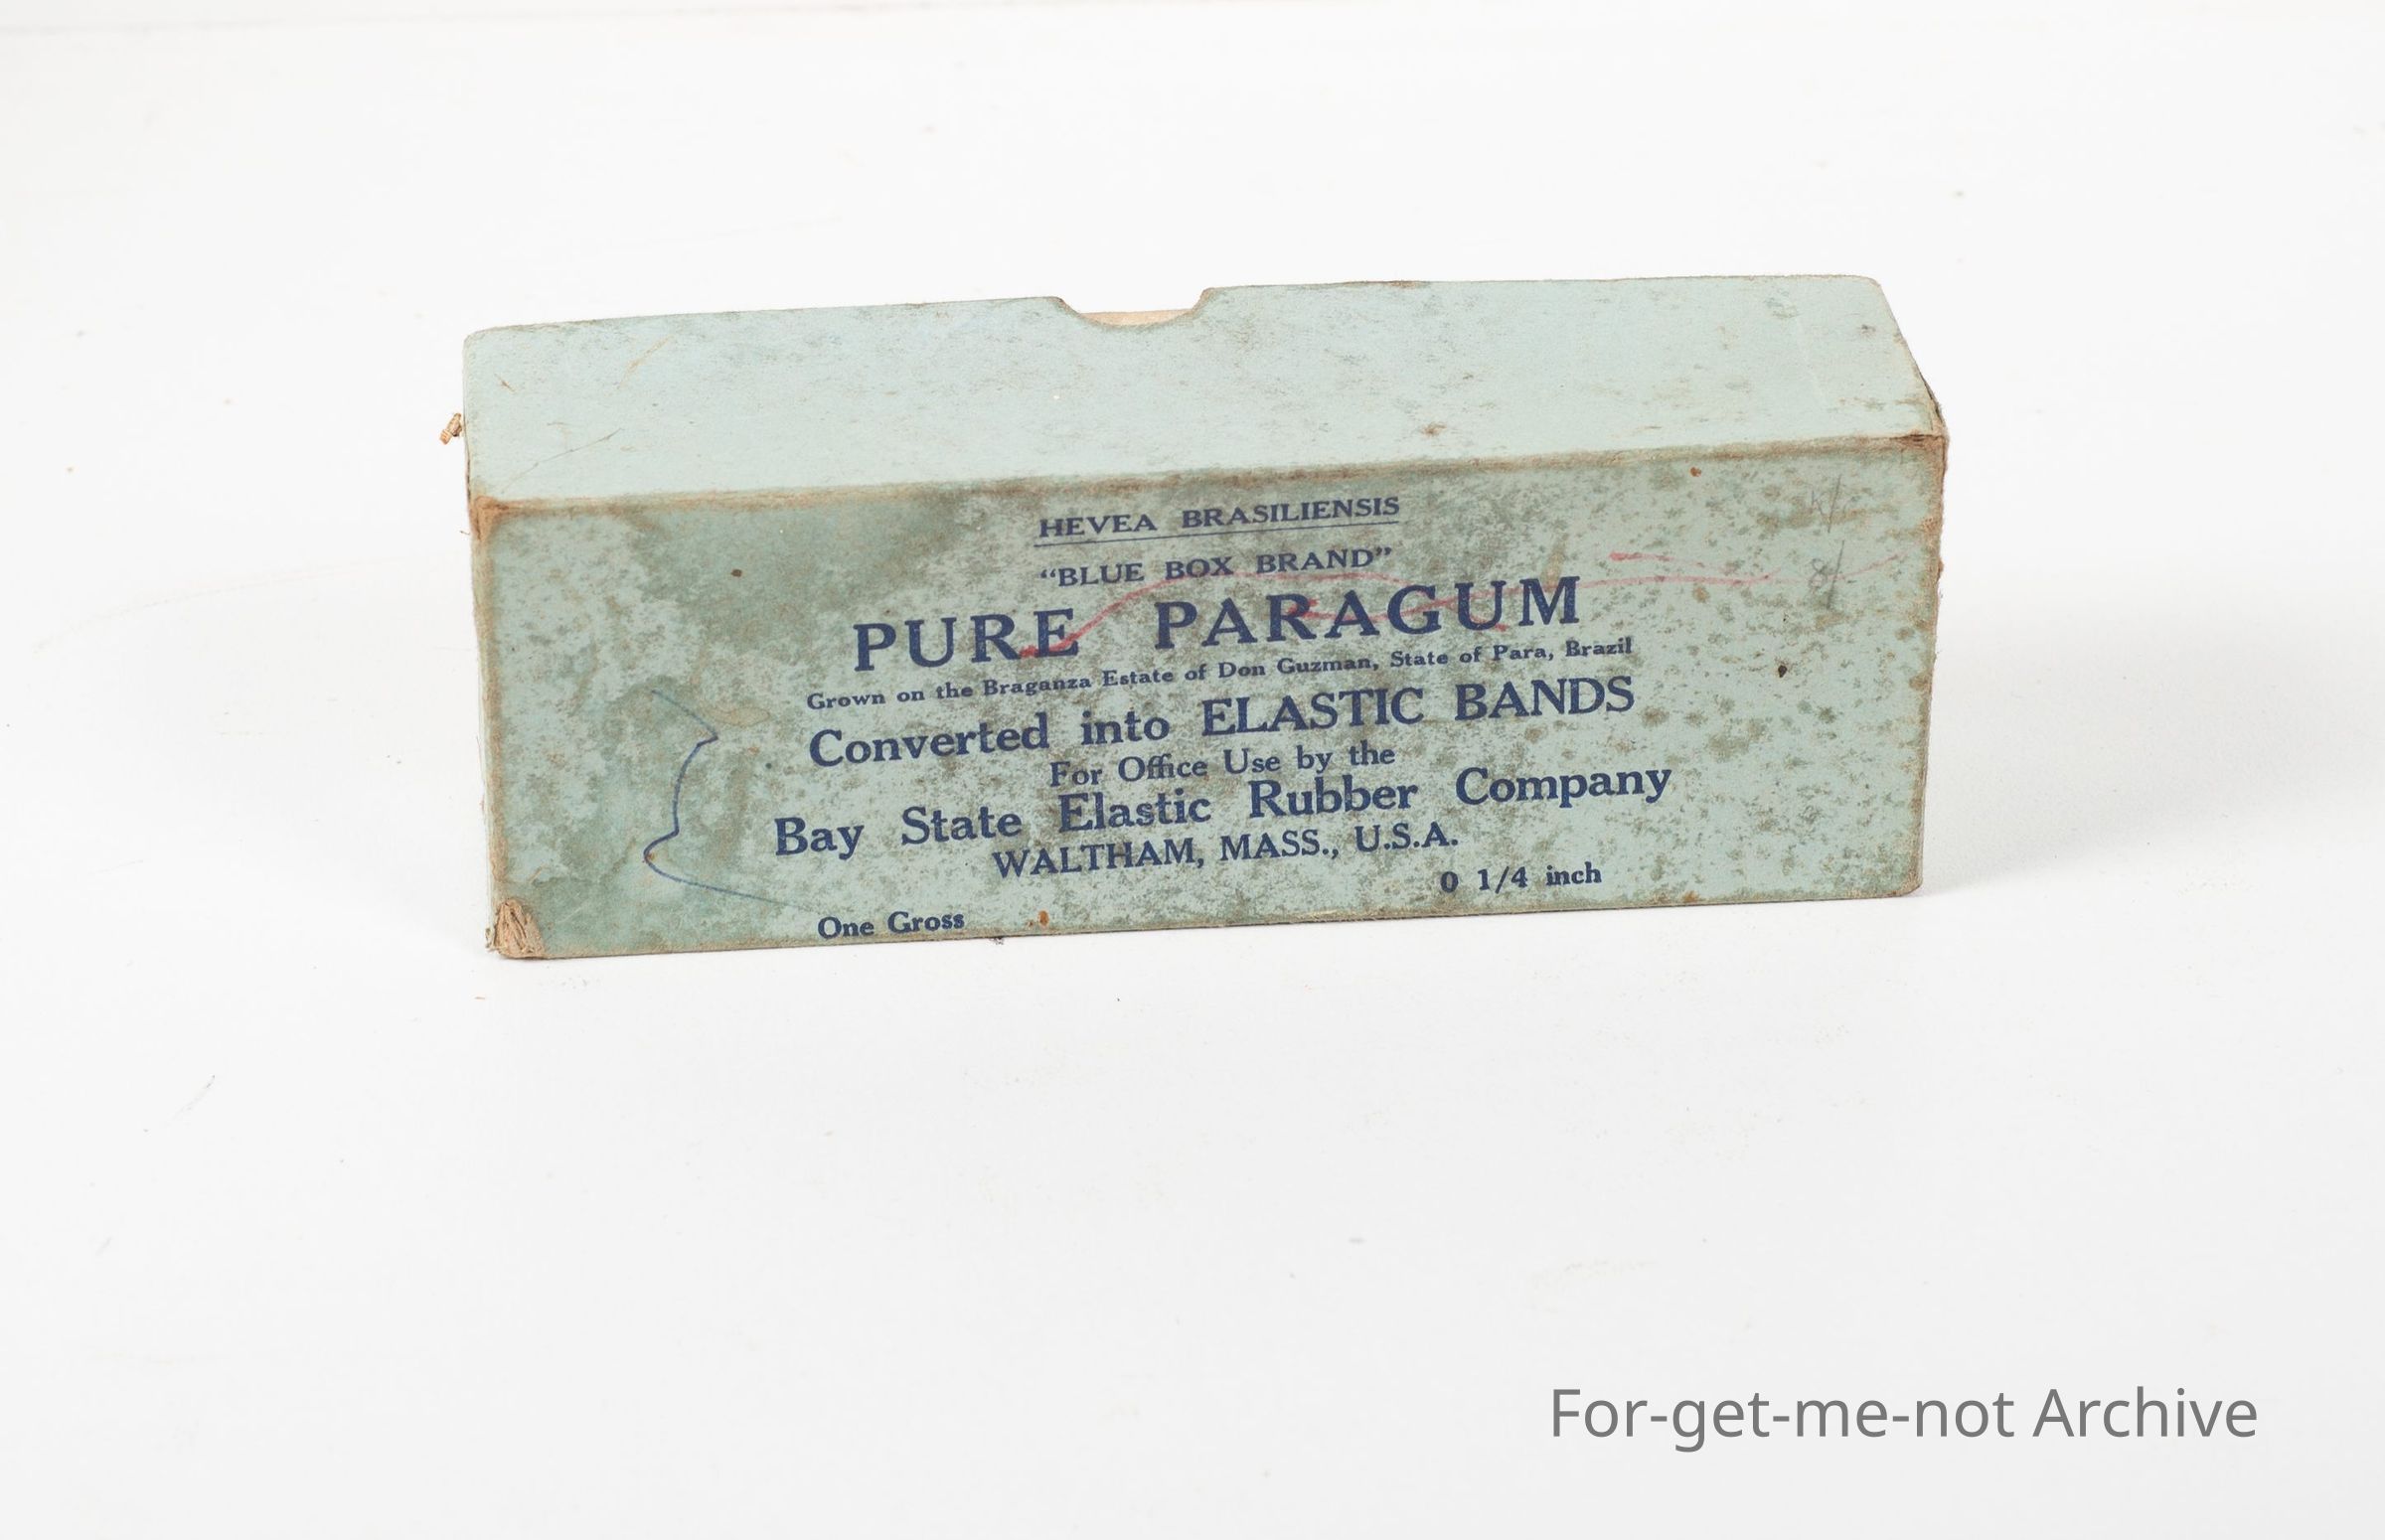 HEVEA BRASILIENSIS
“BLUE BOX BRAND”
PURE PARAGUM
Grown on the Braganza Estate of Don Guzman, State of Para, Brazil
Converted into ELASTIC BANDS
For Office Use by the
Bay State Elastic Rubber Company
WALTHAM, MASS., U.S.A.
0 1/4 inch
One Gross
For-get-me-not Archive